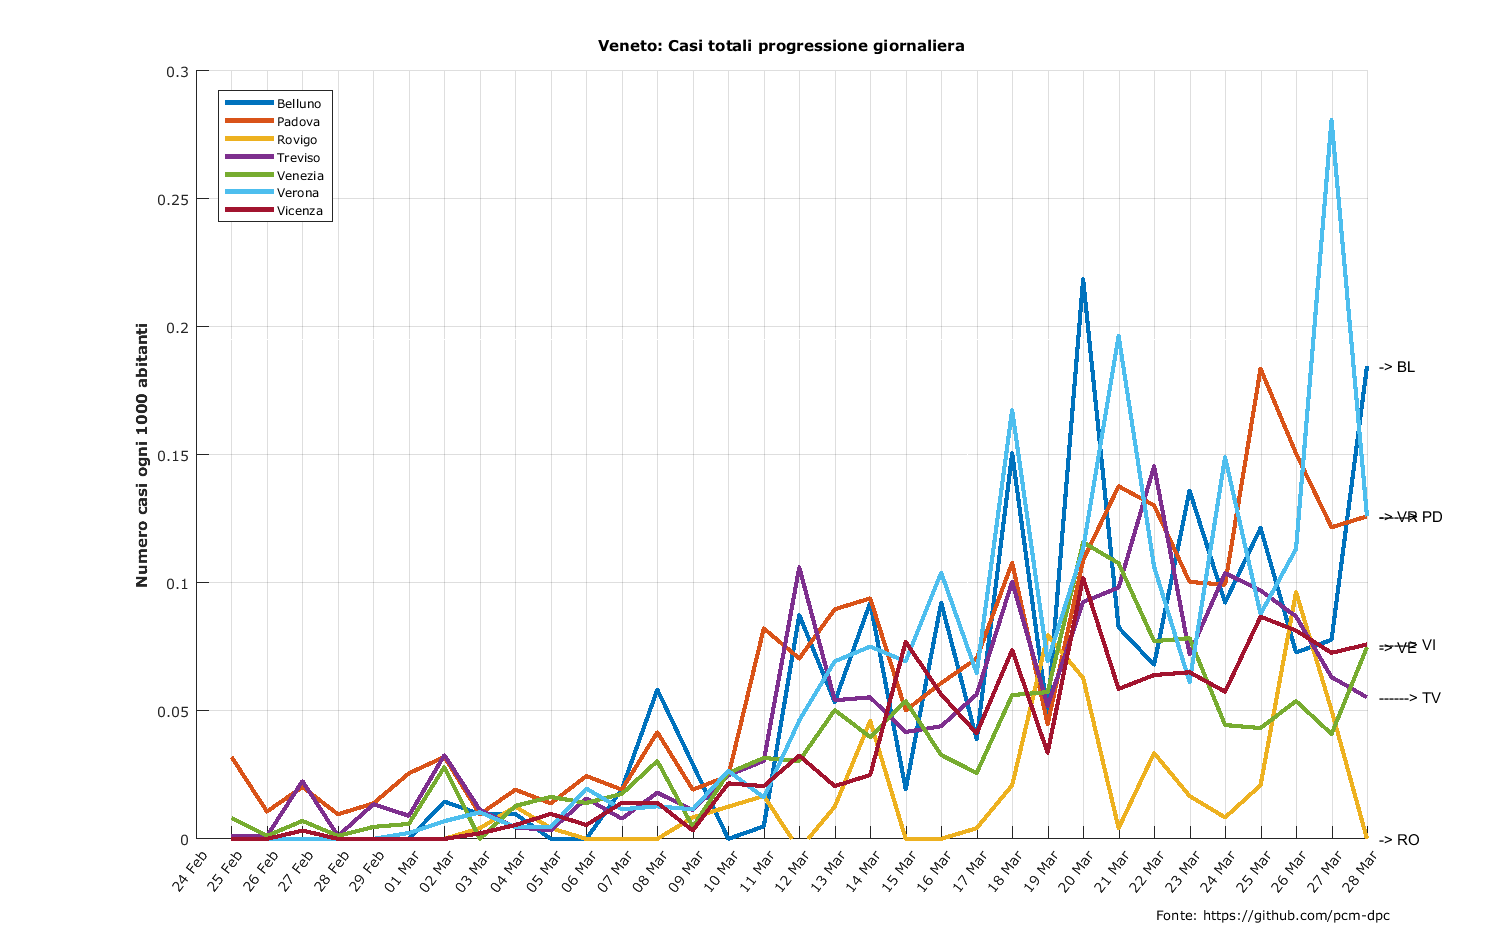 Veneto: Casi totali progressione giornaliera
Numero casi ogni 1000 abitanti
0.3
0.25
0.2
0.15
0.1
0.05
0
Belluno
Padova
Rovigo
Treviso
Venezia
Verona
Vicenza
-> BL
-> VR
------> PD
------> VI
-> VE
------> TV
-> RO
24 Feb
25 Feb
26 Feb
27 Feb
28 Feb
29 Feb
01 Mar
02 Mar
03 Mar
04 Mar
05 Mar
06 Mar
07 Mar
08 Mar
09 Mar
10 Mar
11 Mar
12 Mar
13 Mar
14 Mar
15 Mar
16 Mar
17 Mar
18 Mar
19 Mar
20 Mar
21 Mar
22 Mar
23 Mar
24 Mar
25 Mar
26 Mar
27 Mar
28 Mar
Fonte: https://github.com/pcm-dpc